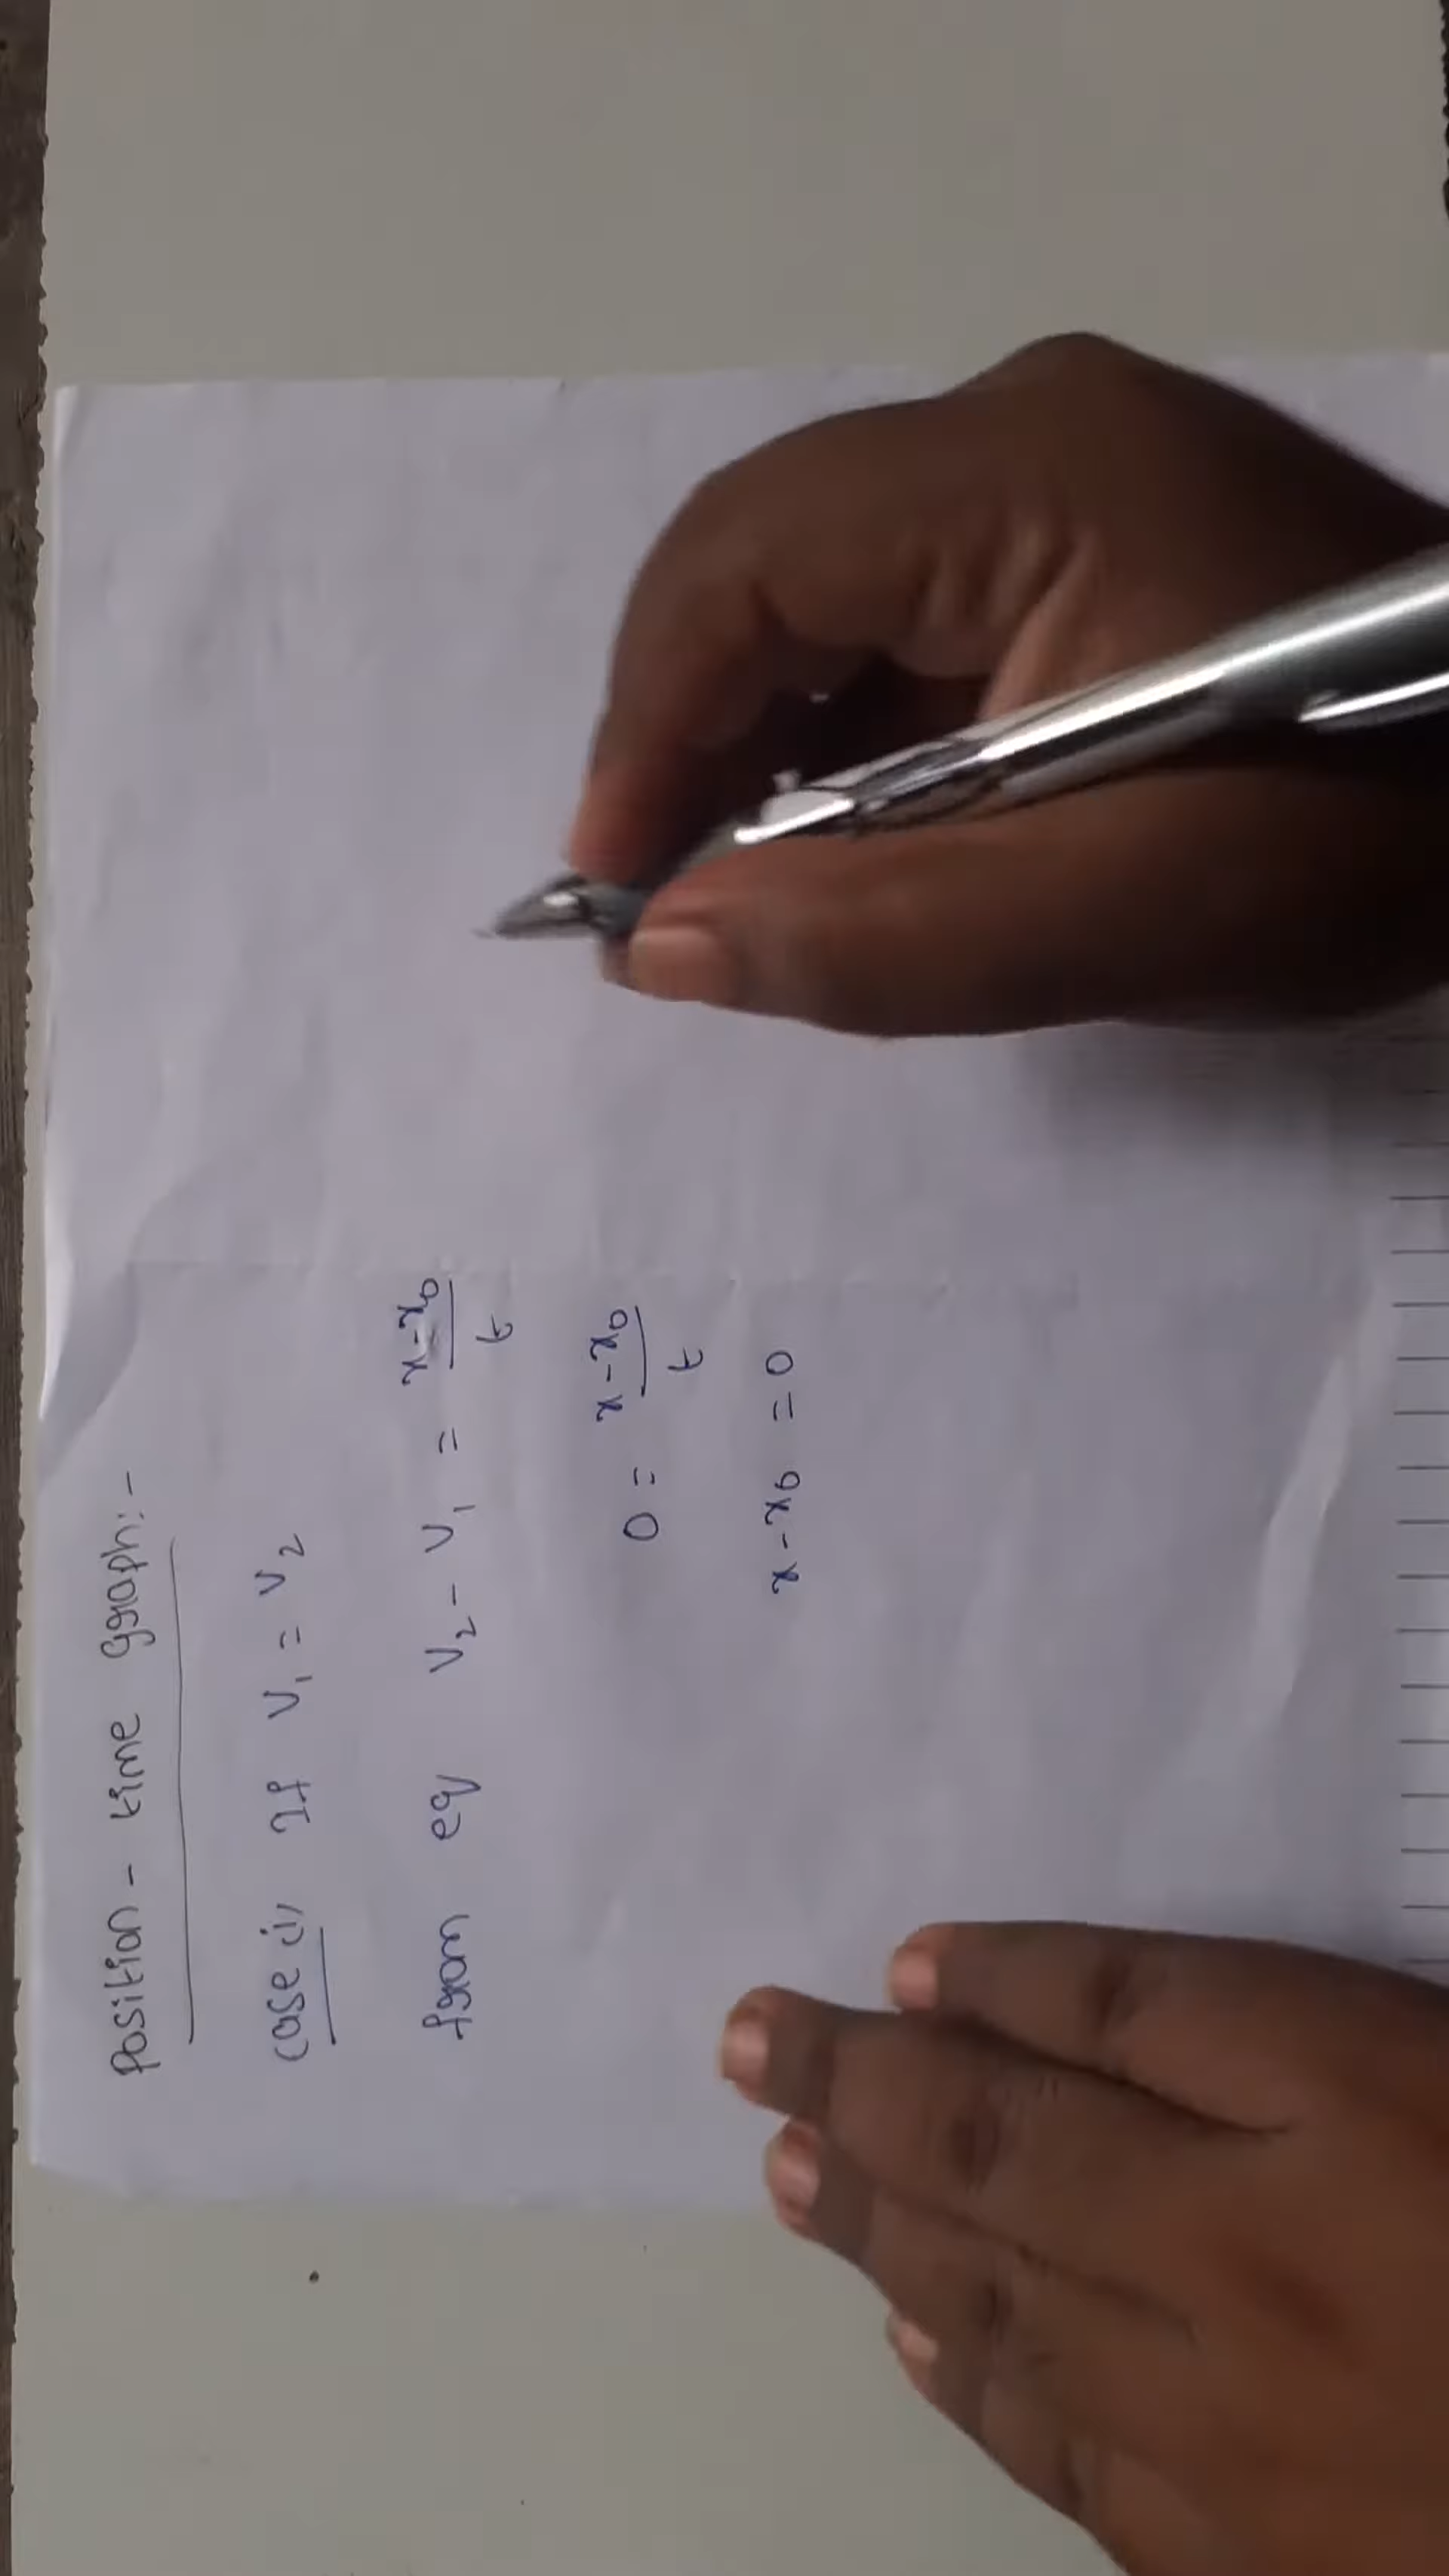 Position - time graph:-
case (i) If V₁ = V₂
from eq V₂ - V₁ = (x - x₀)/t
0 = (x - x₀)/t
x - x₀ = 0